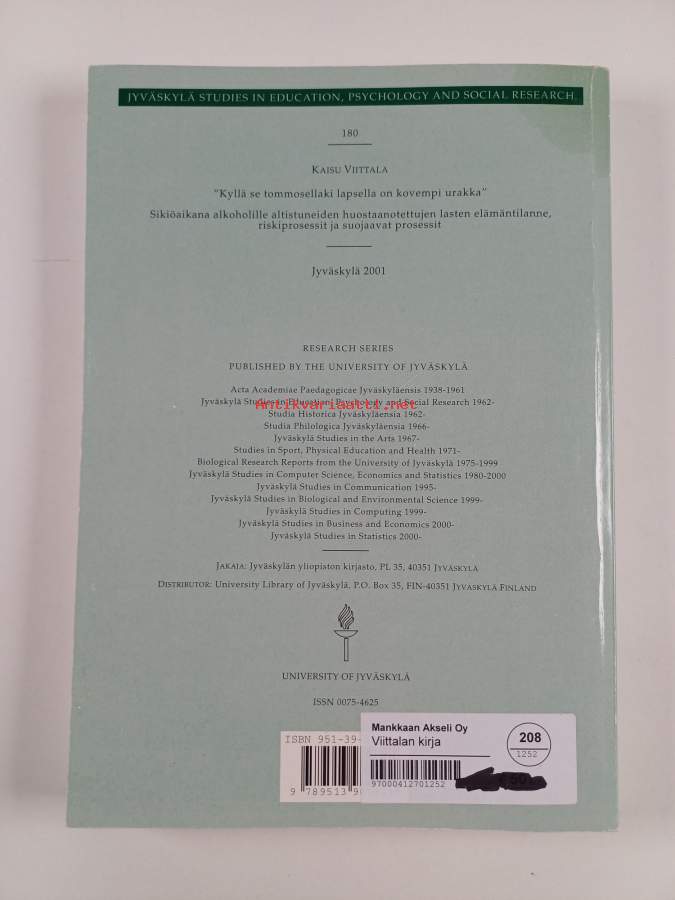 JYVÄSKYLÄ STUDIES IN EDUCATION, PSYCHOLOGY AND SOCIAL RESEARCH
180
KAISU VIITTALA
"Kyllä se tommosellaki lapsella on kovempi urakka"
Sikiöaikana alkoholille altistuneiden huostaanotettujen lasten elämäntilanne,
riskiprosessit ja suojaavat prosessit
Jyväskylä 2001
RESEARCH SERIES
PUBLISHED BY THE UNIVERSITY OF JYVÄSKYLÄ
Acta Academiae Paedagogicae Jyväskyläensis 1938-1961
Jyväskylä Studies in Education, Psychology and Social Research 1962-
Antikvariaatti.net
Studia Historica Jyväskyläensia 1962-
Studia Philologica Jyväskyläensia 1966-
Jyväskylä Studies in the Arts 1967-
Studies in Sport, Physical Education and Health 1971-
Biological Research Reports from the University of Jyväskylä 1975-1999
Jyväskylä Studies in Computer Science, Economics and Statistics 1980-2000
Jyväskylä Studies in Communication 1995-
Jyväskylä Studies in Biological and Environmental Science 1999-
Jyväskylä Studies in Computing 1999-
Jyväskylä Studies in Business and Economics 2000-
Jyväskylä Studies in Statistics 2000-
JAKAJA: Jyväskylän yliopiston kirjasto, PL 35, 40351 JYVÄSKYLÄ
DISTRIBUTOR: University Library of Jyväskylä, P.O. Box 35, FIN-40351 JYVÄSKYLÄ FINLAND
UNIVERSITY OF JYVÄSKYLÄ
ISSN 0075-4625
ISBN 951-39-
9 789513 9
Mankkaan Akseli Oy
Viittalan kirja
208
1252
97000412701252